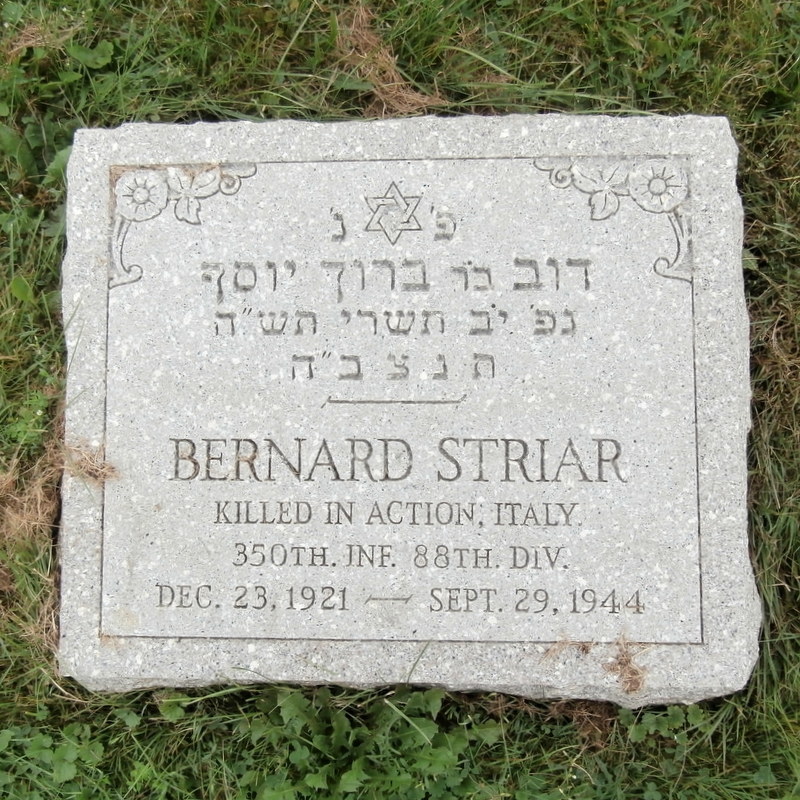 פ' נ'
דוב בר ברוך יוסף
נפ' י"ב תשרי תש"ה
ת נ צ ב"ה
BERNARD STRIAR
KILLED IN ACTION, ITALY.
350TH. INF. 88TH. DIV.
DEC. 23, 1921 — SEPT. 29, 1944